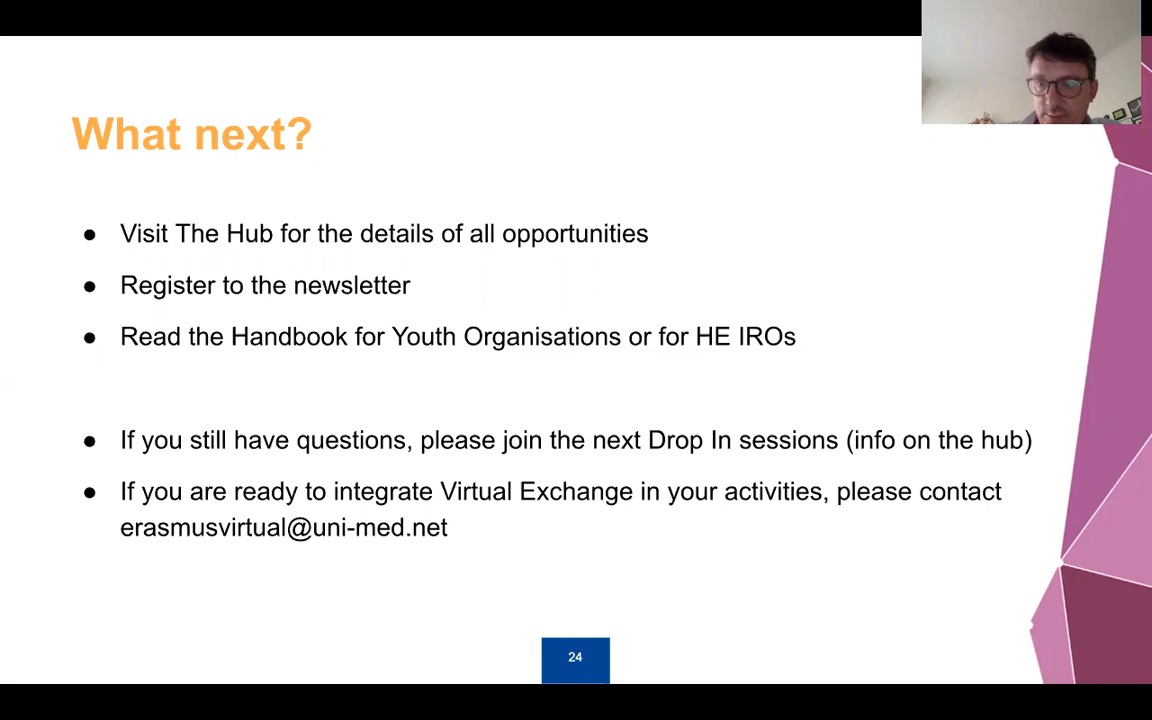 What next?
● Visit The Hub for the details of all opportunities
● Register to the newsletter
● Read the Handbook for Youth Organisations or for HE IROs
● If you still have questions, please join the next Drop In sessions (info on the hub)
● If you are ready to integrate Virtual Exchange in your activities, please contact
erasmusvirtual@uni-med.net
24